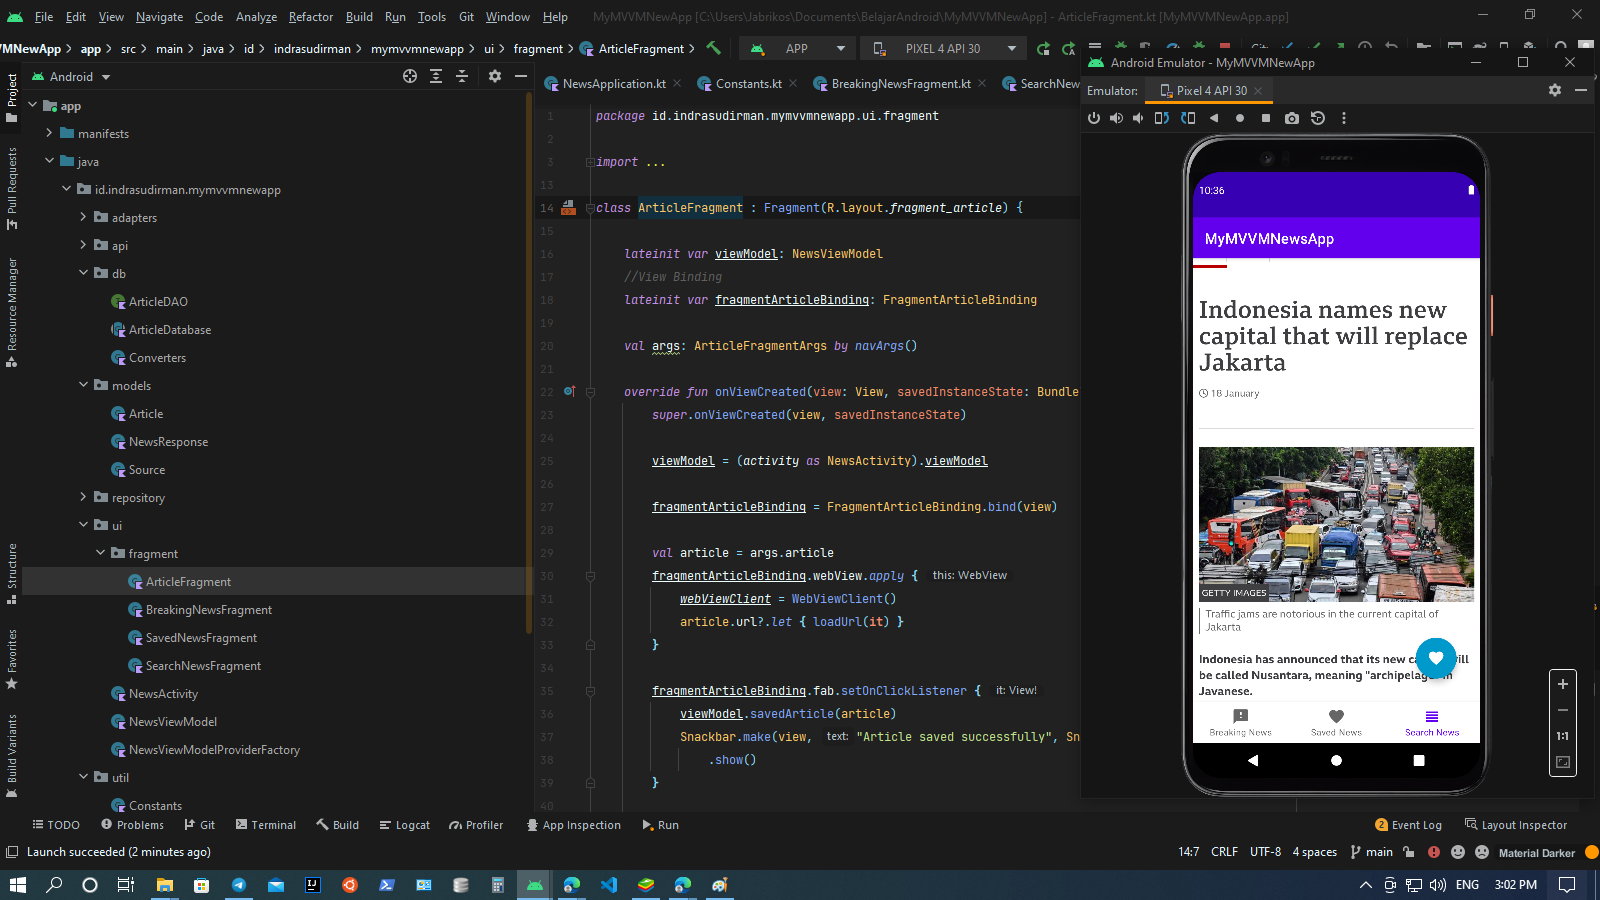 File Edit View Navigate Code Analyze Refactor Build Run Tools Git Window Help MyMVVMNewApp [C:\Users\Jabrikos\Documents\BelajarAndroid\MyMVVMNewApp] - ArticleFragment.kt [MyMVVMNewApp.app]
VMNewApp app src main java id indrasudirman mymvvmnewapp ui fragment ArticleFragment APP PIXEL 4 API 30
Android
NewsApplication.kt Constants.kt BreakingNewsFragment.kt SearchNew
Project
Pull Requests
Resource Manager
Structure
Favorites
Build Variants
app
manifests
java
id.indrasudirman.mymvvmnewapp
adapters
api
db
ArticleDAO
ArticleDatabase
Converters
models
Article
NewsResponse
Source
repository
ui
fragment
ArticleFragment
BreakingNewsFragment
SavedNewsFragment
SearchNewsFragment
NewsActivity
NewsViewModel
NewsViewModelProviderFactory
util
Constants
1 package id.indrasudirman.mymvvmnewapp.ui.fragment
2
3 import ...
13
14 class ArticleFragment : Fragment(R.layout.fragment_article) {
15
16 lateinit var viewModel: NewsViewModel
17 //View Binding
18 lateinit var fragmentArticleBinding: FragmentArticleBinding
19
20 val args: ArticleFragmentArgs by navArgs()
21
22 override fun onViewCreated(view: View, savedInstanceState: Bundle
23 super.onViewCreated(view, savedInstanceState)
24
25 viewModel = (activity as NewsActivity).viewModel
26
27 fragmentArticleBinding = FragmentArticleBinding.bind(view)
28
29 val article = args.article
30 fragmentArticleBinding.webView.apply { this: WebView
31 webViewClient = WebViewClient()
32 article.url?.let { loadUrl(it) }
33 }
34
35 fragmentArticleBinding.fab.setOnClickListener { it: View!
36 viewModel.savedArticle(article)
37 Snackbar.make(view, text: "Article saved successfully", Sn
38 .show()
39 }
40
Android Emulator - MyMVVMNewApp
Emulator: Pixel 4 API 30
10:36
MyMVVMNewsApp
Indonesia names new
capital that will replace
Jakarta
18 January
GETTY IMAGES
Traffic jams are notorious in the current capital of
Jakarta
Indonesia has announced that its new ca ill
be called Nusantara, meaning "archipelag in
Javanese.
Breaking News Saved News Search News
1:1
TODO Problems Git Terminal Build Logcat Profiler App Inspection Run 2 Event Log Layout Inspector
Launch succeeded (2 minutes ago) 14:7 CRLF UTF-8 4 spaces main Material Darker
ENG 3:02 PM